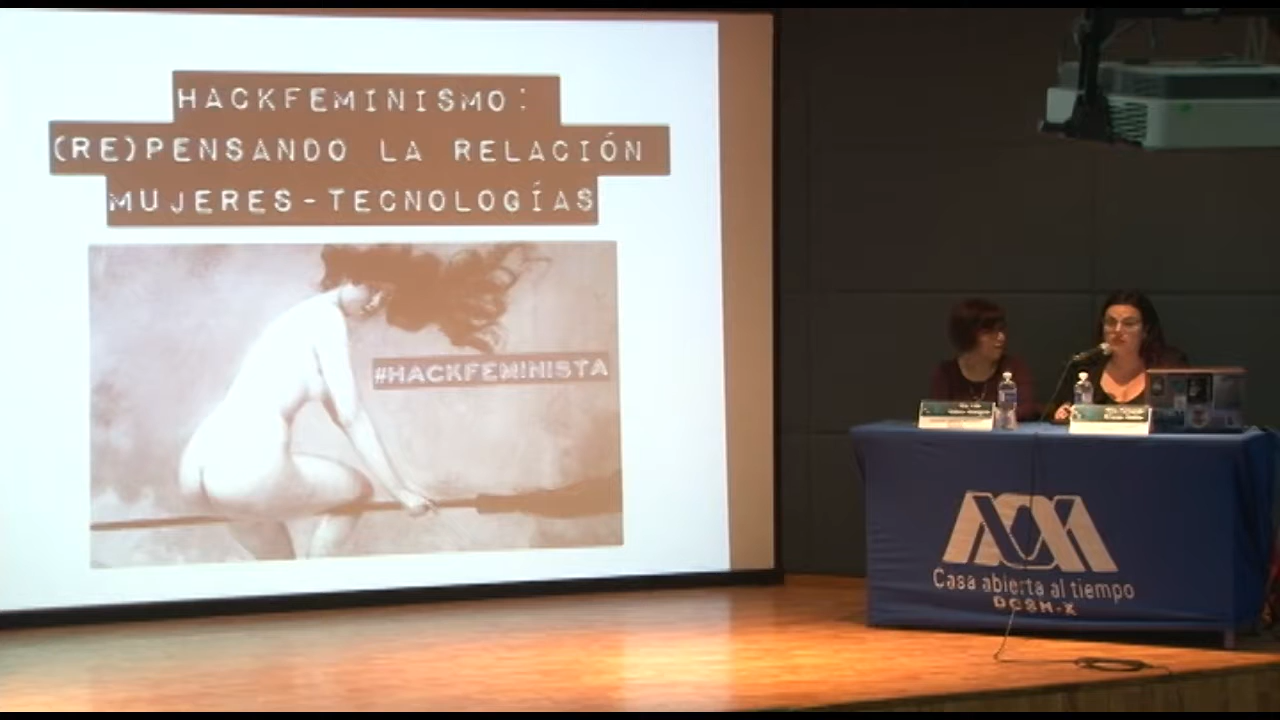 HACKFEMINISMO:
(RE)PENSANDO LA RELACIÓN
MUJERES-TECNOLOGÍAS
#HACKFEMINISTA
Casa abierta al tiempo
DCSH-X